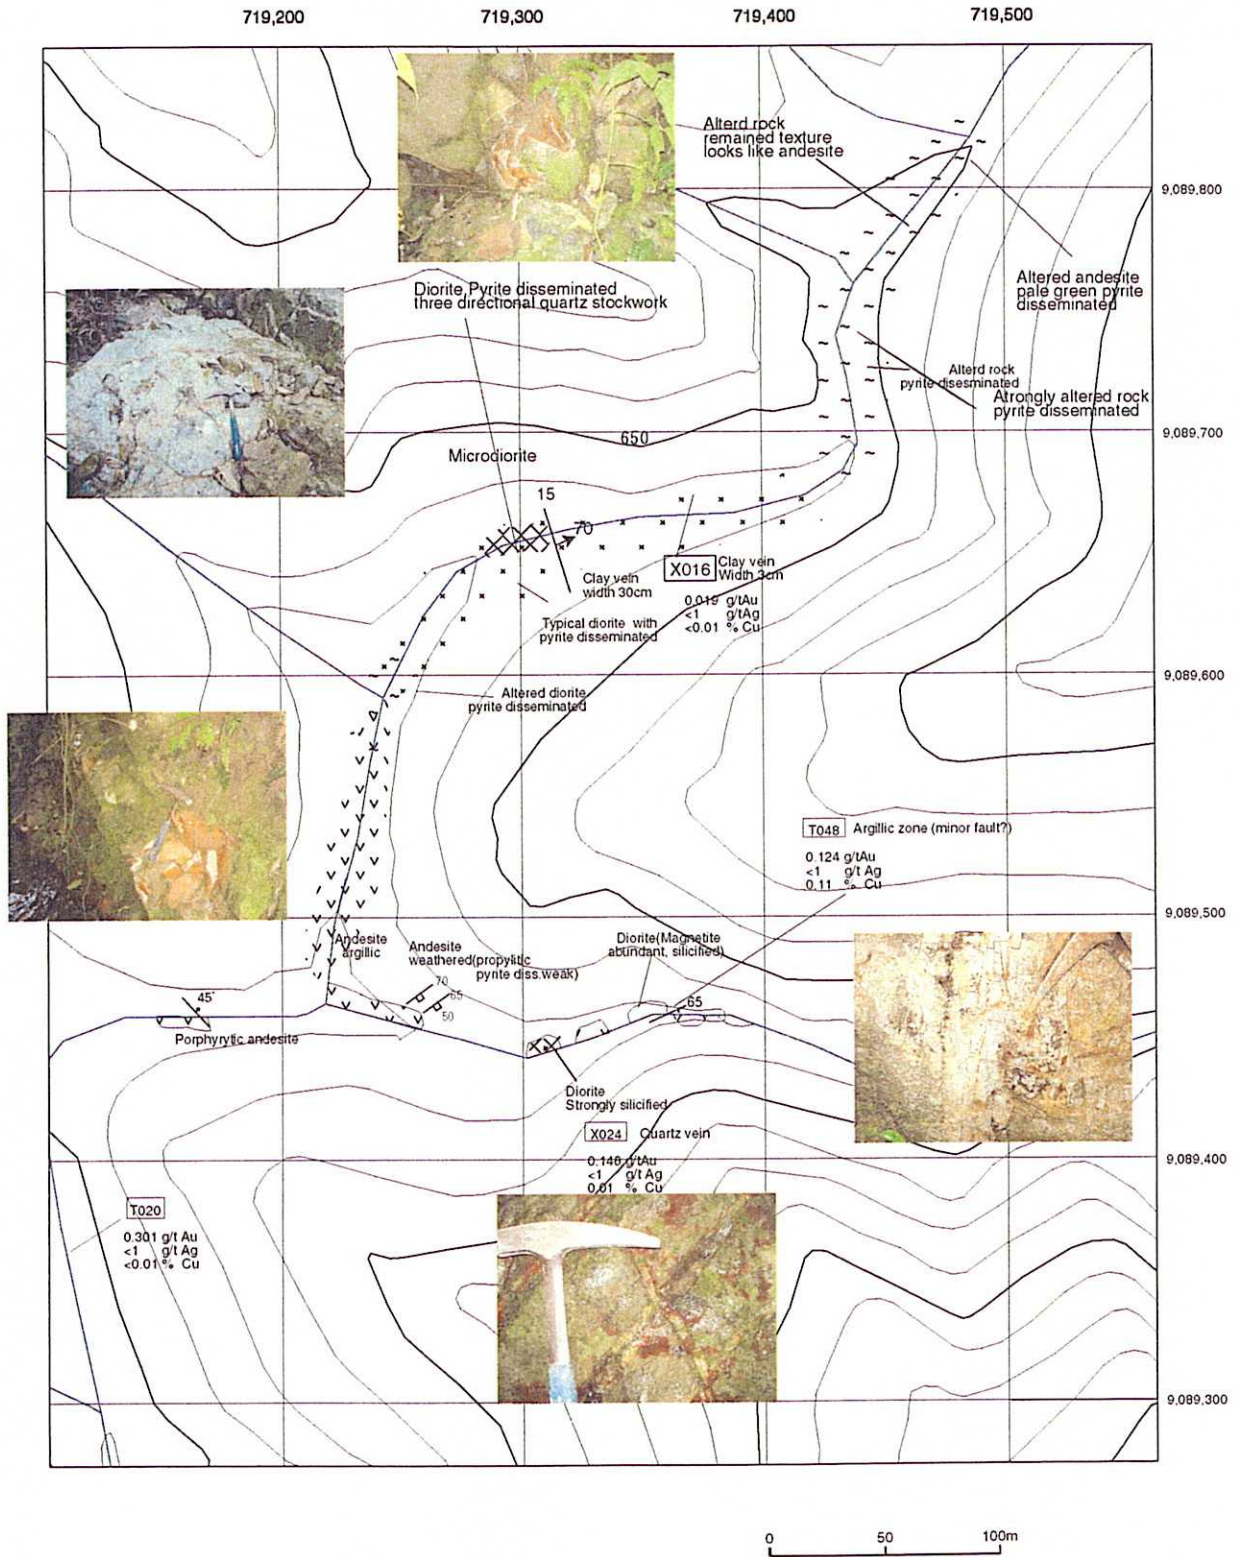 719,200
719,300
719,400
719,500
Alterd rock
remained texture
looks like andesite
9,089,800
Altered andesite
pale green pyrite
disseminated
Diorite,Pyrite disseminated
three directional quartz stockwork
Alterd rock
pyrite diseminated
Strongly altered rock
pyrite disseminated
650
9,089,700
Microdiorite
15
70
X016
Clay vein
Width 3cm
0.019 g/tAu
<1 g/tAg
<0.01 % Cu
Clay vein
width 30cm
Typical diorite with
pyrite disseminated
9,089,600
Altered diorite
pyrite disseminated
T048
Argillic zone (minor fault?)
0.124 g/tAu
<1 g/t Ag
0.11 % Cu
9,089,500
Andesite
argillic
Andesite
weathered(propylitic
pyrite diss.weak)
Diorite(Magnetite
abundant, silicified)
70
65
50
65
45°
Porphyrytic andesite
Diorite
Strongly silicified
X024
Quartz vein
0.146 g/tAu
<1 g/t Ag
0.01 % Cu
9,089,400
T020
0.301 g/t Au
<1 g/t Ag
<0.01 % Cu
9,089,300
0
50
100m